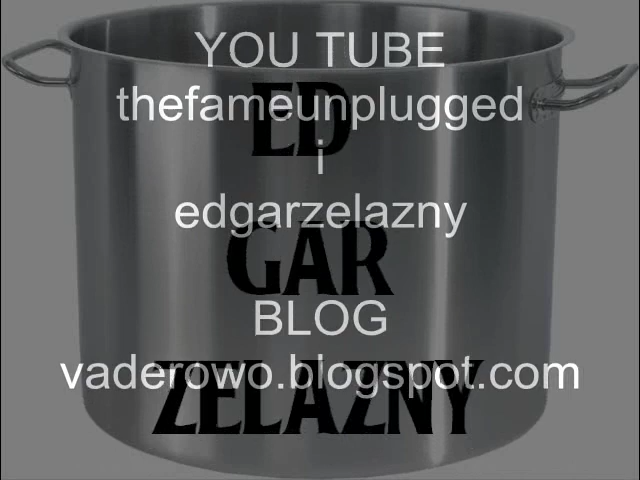 YOU TUBE
thefameunplugged
ED
i
edgarzelazny
GAR
BLOG
vaderowo.blogspot.com
ZELAZNY